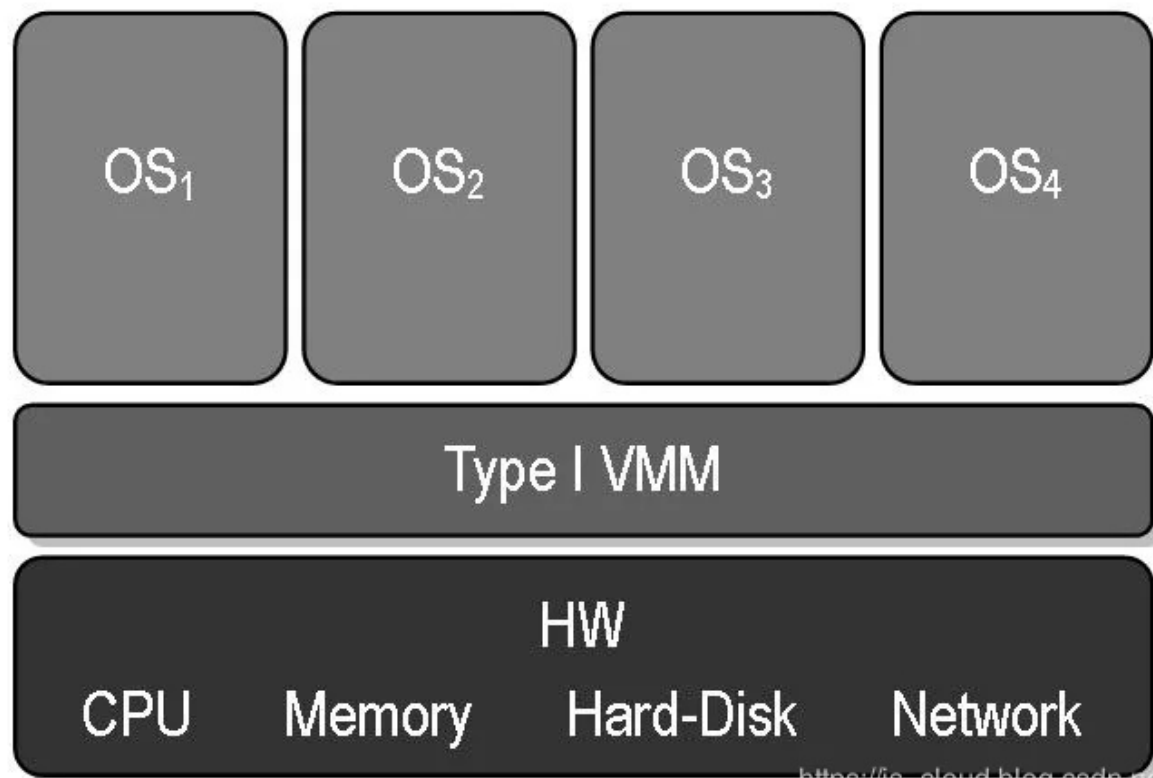 OS₁ OS₂ OS₃ OS₄
Type I VMM
HW
CPU Memory Hard-Disk Network